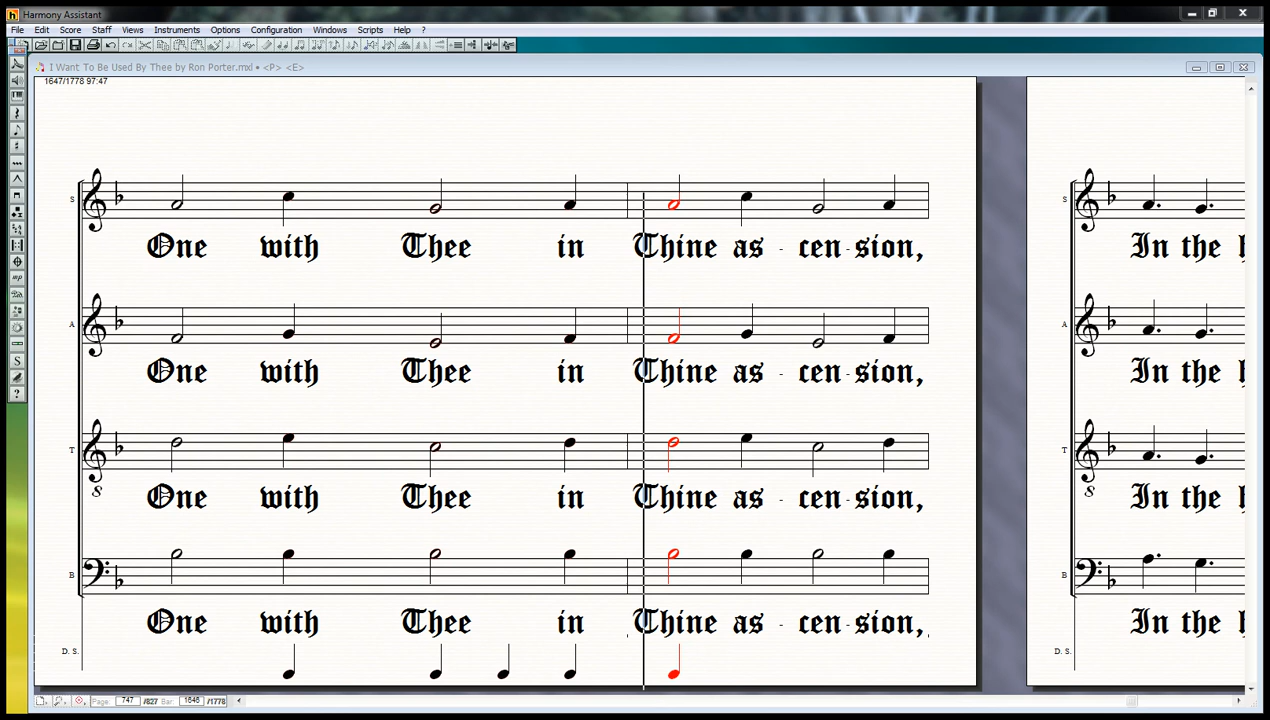 Harmony Assistant
File Edit Score Staff Views Instruments Options Configuration Windows Scripts Help ?
I Want To Be Used By Thee by Ron Porter.mxl • <P> <E>
1647/1778 97:47
S
One with Thee in Thine as - cen - sion,
In the
A
One with Thee in Thine as - cen - sion,
In the
T
8
One with Thee in Thine as - cen - sion,
In the
B
One with Thee in Thine as - cen - sion,
In the
D. S.
D. S.
Page: 747 /827 Bar: 1646 /1778